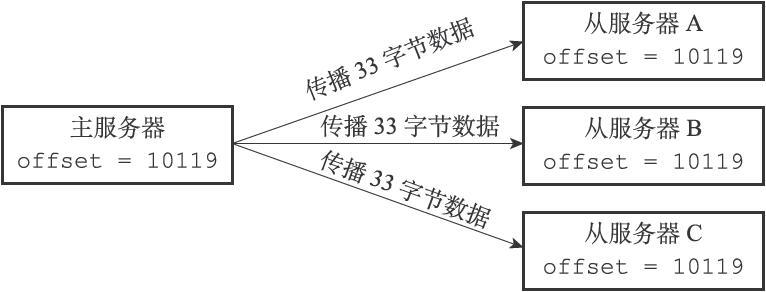 主服务器
offset = 10119
传播 33 字节数据
从服务器 A
offset = 10119
传播 33 字节数据
从服务器 B
offset = 10119
传播 33 字节数据
从服务器 C
offset = 10119